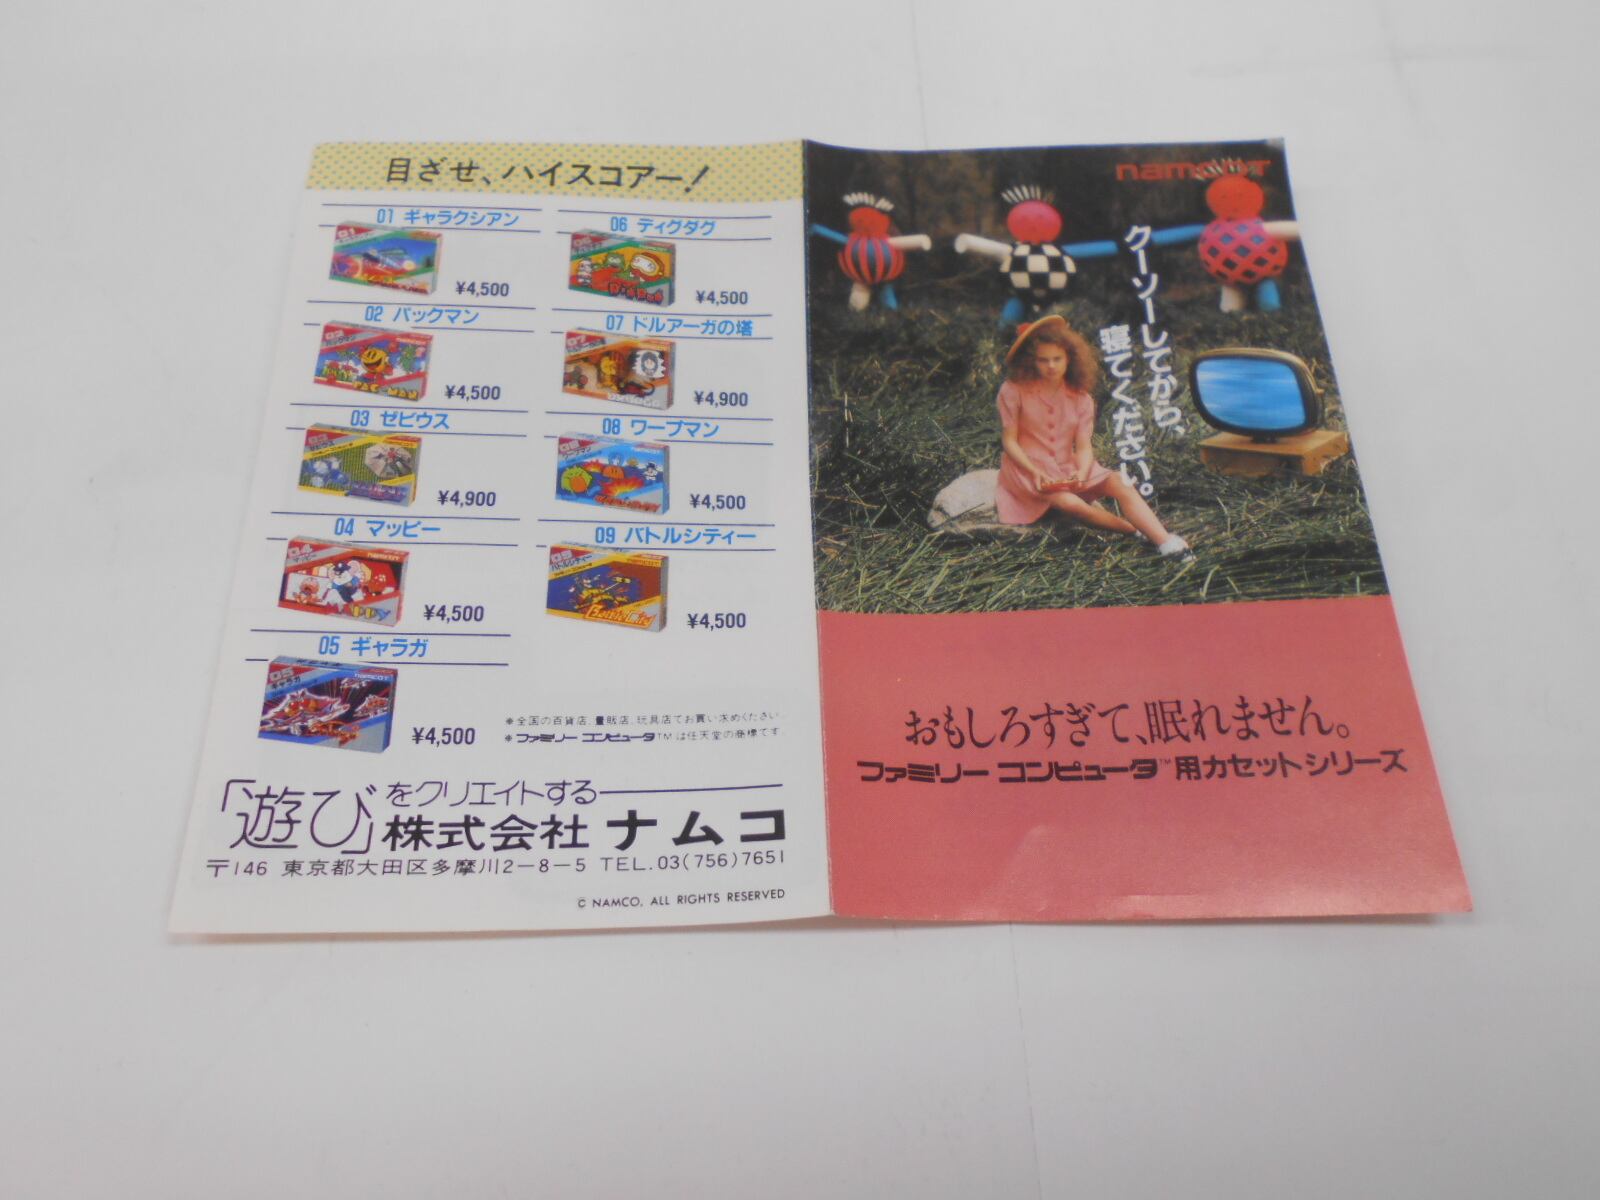 目ざせ、ハイスコアー!
01 ギャラクシアン
¥4,500
02 パックマン
¥4,500
03 ゼビウス
¥4,900
04 マッピー
¥4,500
05 ギャラガ
¥4,500
06 ディグダグ
¥4,500
07 ドルアーガの塔
¥4,900
08 ワープマン
¥4,500
09 バトルシティー
¥4,500
※全国の百貨店、量販店、玩具店でお買い求めください。
※ファミリー コンピュータTMは任天堂の商標です。
「遊び」をクリエイトする
株式会社 ナムコ
〒146 東京都大田区多摩川2-8-5 TEL.03(756)7651
© NAMCO, ALL RIGHTS RESERVED
namcot
クーソーしてから、
寝てください。
おもしろすぎて、眠れません。
ファミリー コンピュータ™用カセットシリーズ